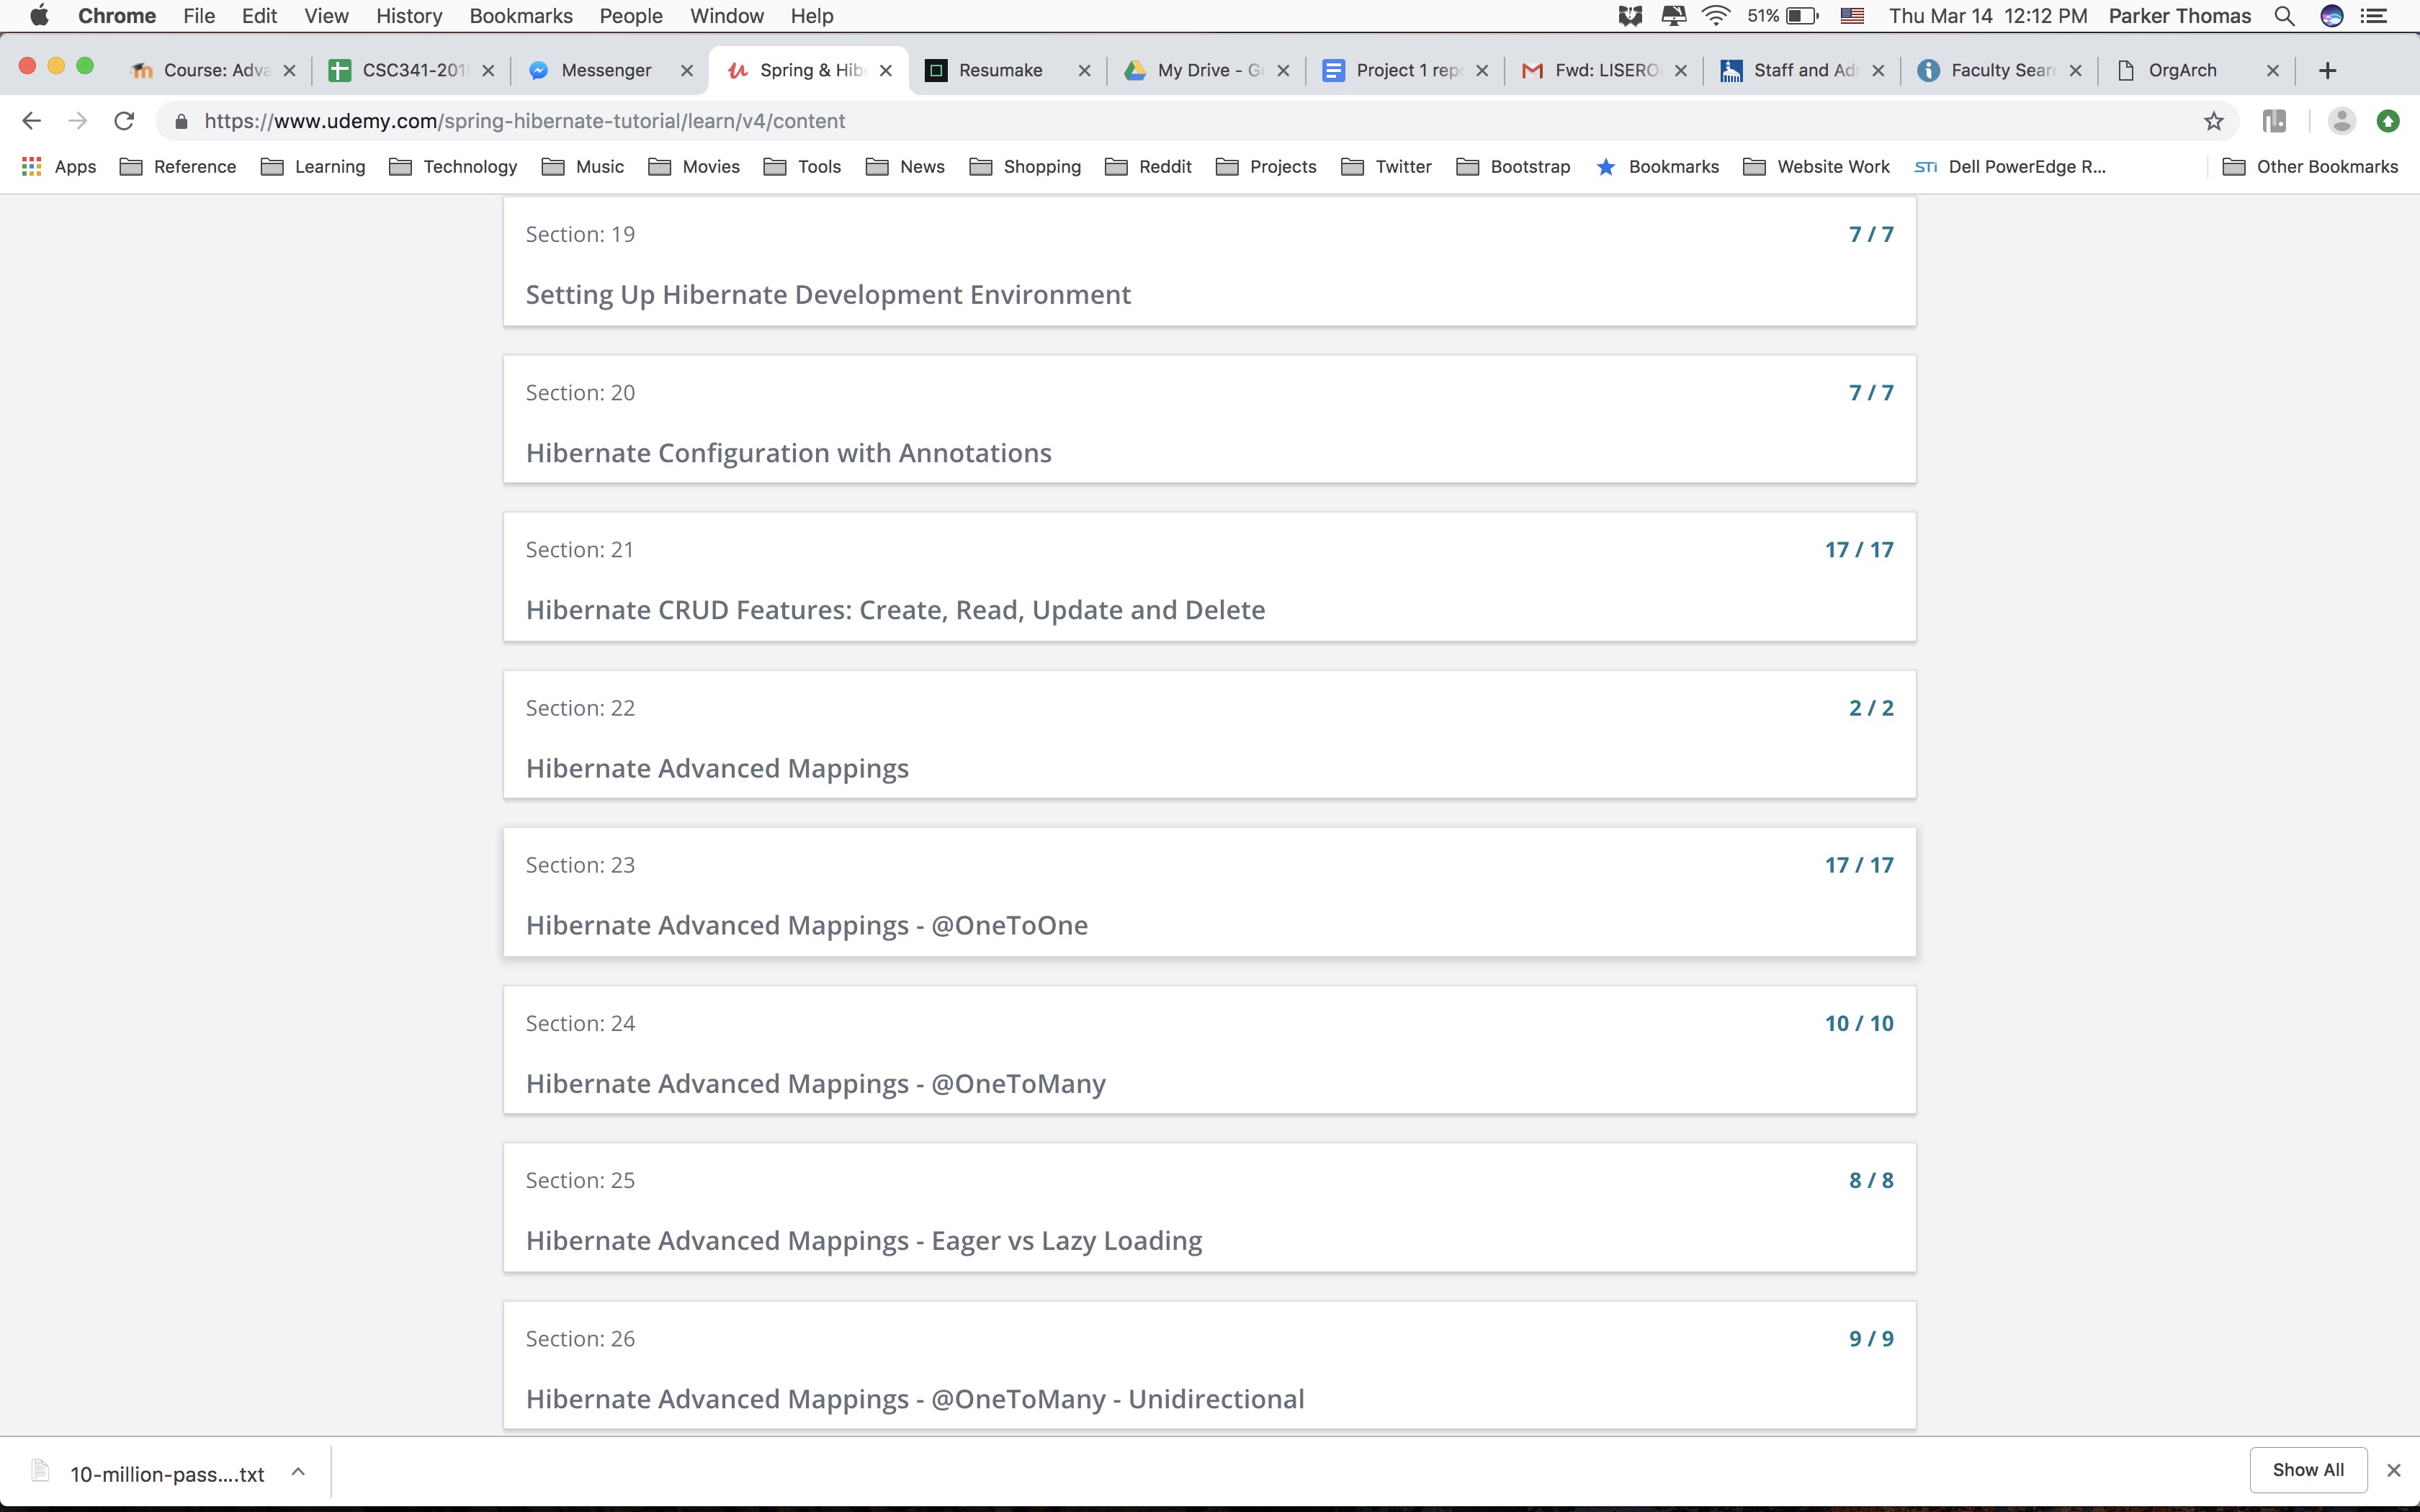 Chrome File Edit View History Bookmarks People Window Help 51% Thu Mar 14 12:12 PM Parker Thomas
Course: Adva CSC341-201 Messenger Spring & Hib Resumake My Drive - G Project 1 rep Fwd: LISERO Staff and Ad Faculty Sear OrgArch
https://www.udemy.com/spring-hibernate-tutorial/learn/v4/content
Apps Reference Learning Technology Music Movies Tools News Shopping Reddit Projects Twitter Bootstrap Bookmarks Website Work STi Dell PowerEdge R... Other Bookmarks
Section: 19 7 / 7
Setting Up Hibernate Development Environment
Section: 20 7 / 7
Hibernate Configuration with Annotations
Section: 21 17 / 17
Hibernate CRUD Features: Create, Read, Update and Delete
Section: 22 2 / 2
Hibernate Advanced Mappings
Section: 23 17 / 17
Hibernate Advanced Mappings - @OneToOne
Section: 24 10 / 10
Hibernate Advanced Mappings - @OneToMany
Section: 25 8 / 8
Hibernate Advanced Mappings - Eager vs Lazy Loading
Section: 26 9 / 9
Hibernate Advanced Mappings - @OneToMany - Unidirectional
10-million-pass....txt Show All